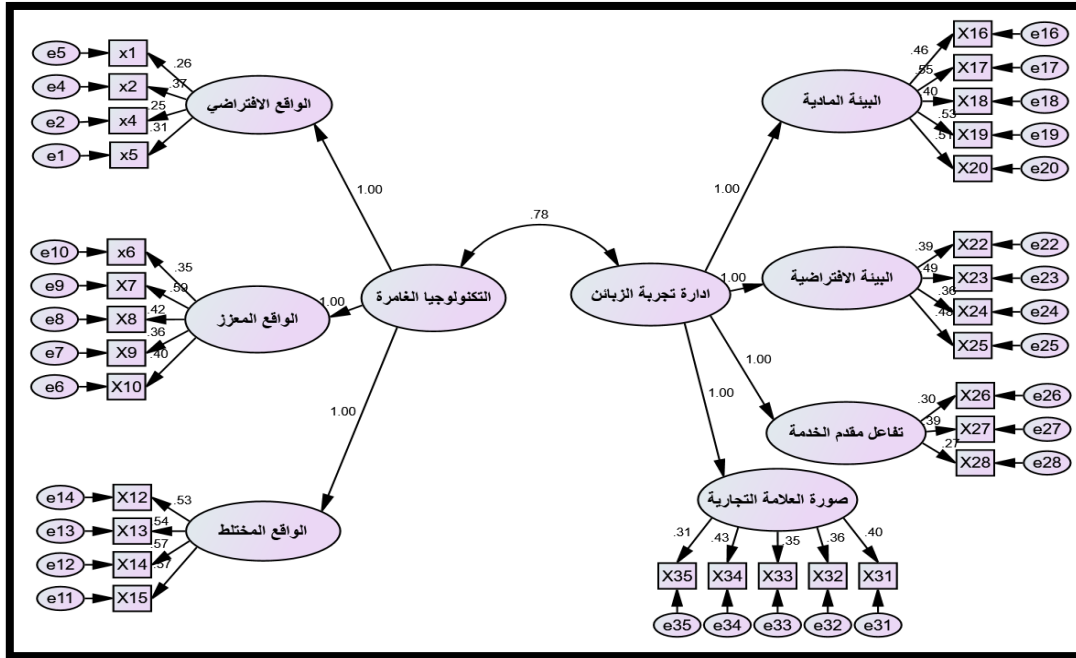 e5 x1 .26
e4 x2 .37
e2 x4 .25
e1 x5 .31
الواقع الافتراضي
1.00
e10 x6 .35
e9 X7 .59
e8 X8 .42
e7 X9 .36
e6 X10 .40
الواقع المعزز
1.00
التكنولوجيا الغامرة
1.00
e14 X12 .53
e13 X13 .54
e12 X14 .57
e11 X15 .57
الواقع المختلط
.78
ادارة تجربة الزبائن
1.00
البيئة المادية
.46 X16 e16
.55 X17 e17
.40 X18 e18
.53 X19 e19
.51 X20 e20
1.00
البيئة الافتراضية
.39 X22 e22
.49 X23 e23
.36 X24 e24
.48 X25 e25
1.00
تفاعل مقدم الخدمة
.30 X26 e26
.39 X27 e27
.27 X28 e28
1.00
صورة العلامة التجارية
.31 .43 .35 .36 .40
X35 X34 X33 X32 X31
e35 e34 e33 e32 e31